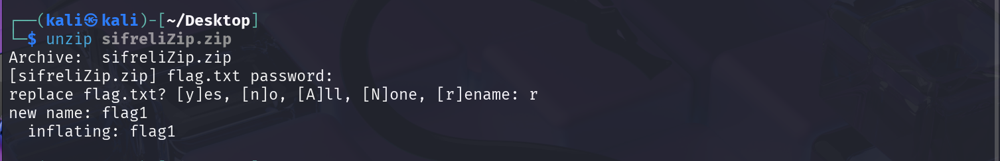 ┌──(kali㉿kali)-[~/Desktop]
└─$ unzip sifreliZip.zip
Archive:  sifreliZip.zip
[sifreliZip.zip] flag.txt password:
replace flag.txt? [y]es, [n]o, [A]ll, [N]one, [r]ename: r
new name: flag1
  inflating: flag1